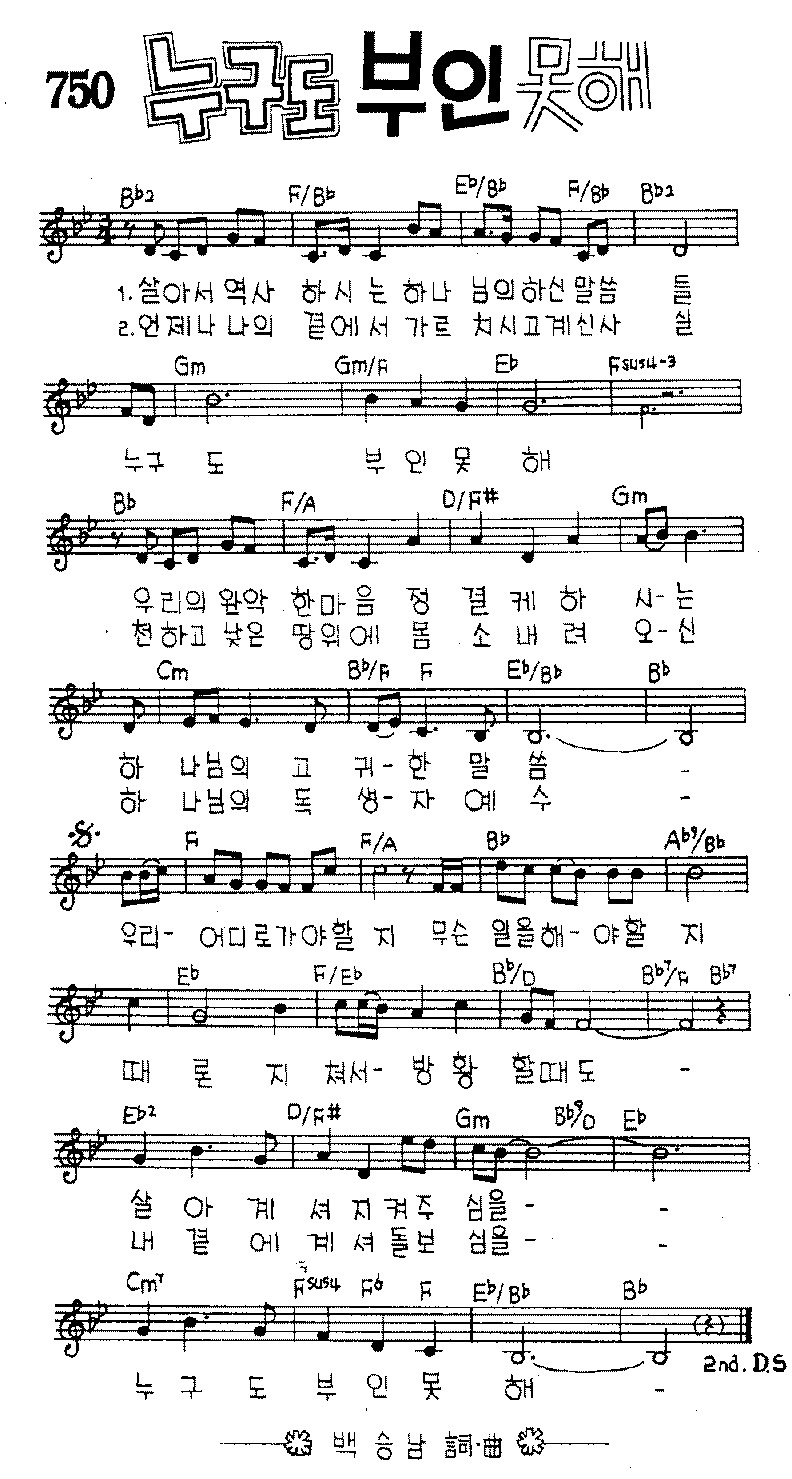 750 누구도 부인못해
Bb2 F/Bb Eb/Bb F/Bb Bb2
1. 살아서 역사 하시는 하나 님의하신말씀 들
2. 언제나 나의 곁에서 가르 치시고계신사 실
Gm Gm/F Eb Fsus4-3
누구 도 부 인 못 해
Bb F/A D/F# Gm
우리의 왼악 한마음 정 결 케 하 시-는
천하고 낮은 땅위에 몸 소 내 려 오-신
Cm Bb/F F Eb/Bb Bb
하 나님의 고 귀-한 말 씀 -
하 나님의 독 생-자 예 수 -
F F/A Bb Ab9/Bb
우리- 어디로가야할 지 무슨 일을해-야할 지
Eb F/Eb Bb/D Bb7/F Bb7
때 론 지 쳐서-방 황 할때도 -
Eb2 D/F# Gm Bb9/D Eb
살 아 계 셔 지켜주 심을- -
내 곁 에 계 셔 돌보 심을- -
Cm7 Fsus4 F6 F Eb/Bb Bb
2nd. D.S
누 구 도 부 인 못 해 -
백 승 남 詞·曲